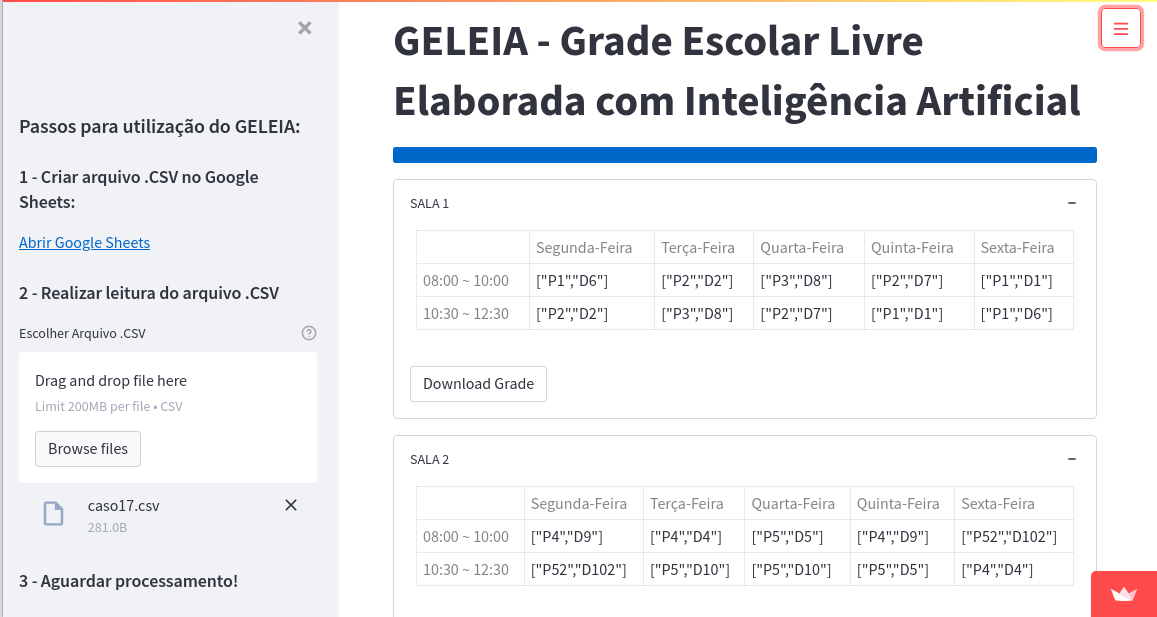 Passos para utilização do GELEIA:
1 - Criar arquivo .CSV no Google
Sheets:
Abrir Google Sheets
2 - Realizar leitura do arquivo .CSV
Escolher Arquivo .CSV
Drag and drop file here
Limit 200MB per file • CSV
Browse files
caso17.csv
281.0B
3 - Aguardar processamento!
GELEIA - Grade Escolar Livre
Elaborada com Inteligência Artificial
SALA 1
Segunda-Feira Terça-Feira Quarta-Feira Quinta-Feira Sexta-Feira
08:00 ~ 10:00 ["P1","D6"] ["P2","D2"] ["P3","D8"] ["P2","D7"] ["P1","D1"]
10:30 ~ 12:30 ["P2","D2"] ["P3","D8"] ["P2","D7"] ["P1","D1"] ["P1","D6"]
Download Grade
SALA 2
Segunda-Feira Terça-Feira Quarta-Feira Quinta-Feira Sexta-Feira
08:00 ~ 10:00 ["P4","D9"] ["P4","D4"] ["P5","D5"] ["P4","D9"] ["P52","D102"]
10:30 ~ 12:30 ["P52","D102"] ["P5","D10"] ["P5","D10"] ["P5","D5"] ["P4","D4"]